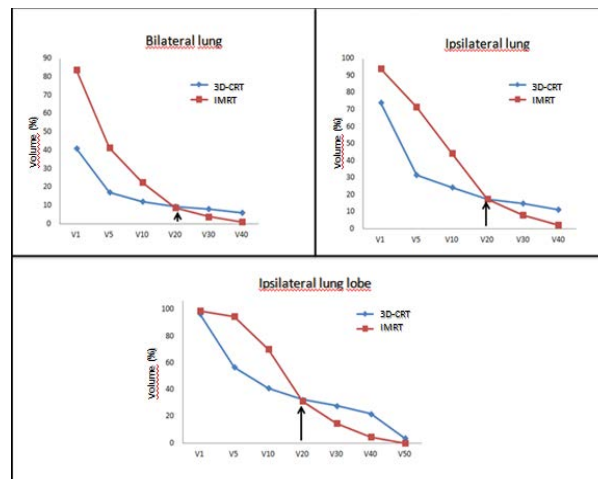 Bilateral lung
90
80
70
60
50
40
30
20
10
0
Volume (%)
3D-CRT
IMRT
V1 V5 V10 V20 V30 V40
Ipsilateral lung
100
90
80
70
60
50
40
30
20
10
0
Volume (%)
3D-CRT
IMRT
V1 V5 V10 V20 V30 V40
Ipsilateral lung lobe
100
80
60
40
20
0
Volume (%)
3D-CRT
IMRT
V1 V5 V10 V20 V30 V40 V50